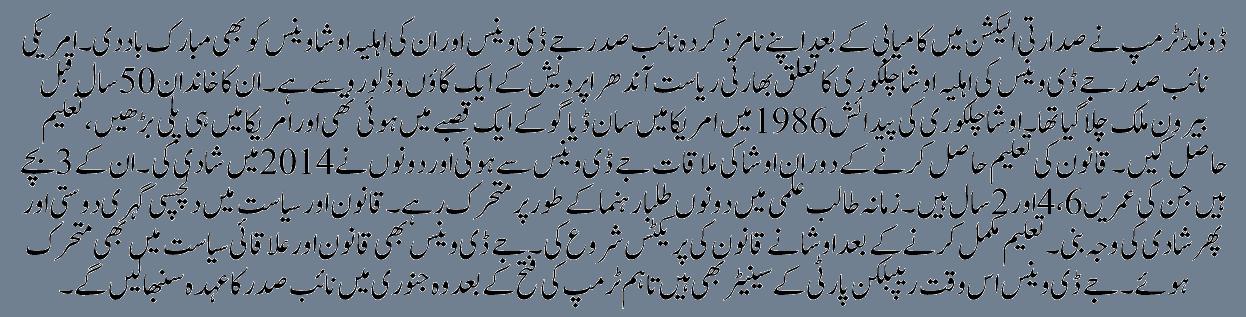 ڈونلڈ ٹرمپ نے صدارتی الیکشن میں کامیابی کے بعد اپنے نامزد کردہ نائب صدر جے ڈی وینس اور ان کی اہلیہ اوشا وینس کو بھی مبارک باد دی۔ امریکی
نائب صدر جے ڈی وینس کی اہلیہ اوشا چلکوری کا تعلق بھارتی ریاست آندھرا پردیش کے ایک گاؤں وڈلورو سے ہے۔ ان کا خاندان 50 سال قبل
بیرون ملک چلا گیا تھا۔ اوشا چلکوری کی پیدائش 1986 میں امریکا میں سان ڈیاگو کے ایک قصبے میں ہوئی تھی اور امریکا میں ہی پلی بڑھیں، تعلیم
حاصل کیں۔ قانون کی تعلیم حاصل کرنے کے دوران اوشا کی ملاقات جے ڈی وینس سے ہوئی اور دونوں نے 2014 میں شادی کی۔ ان کے 3 بچے
ہیں جن کی عمریں 6،4 اور 2 سال ہیں۔ زمانہ طالب علمی میں دونوں طلبا رہنما کے طور پر متحرک رہے۔ قانون اور سیاست میں دلچسپی گہری دوستی اور
پھر شادی کی وجہ بنی۔ تعلیم مکمل کرنے کے بعد اوشا نے قانون کی پریکٹس شروع کی۔ جے ڈی وینس بھی قانون اور علاقائی سیاست میں بھی متحرک
ہوئے۔ جے ڈی وینس اس وقت ریپبلکن پارٹی کے سینیٹر بھی ہیں تاہم ٹرمپ کی فتح کے بعد وہ جنوری میں نائب صدر کا عہدہ سنبھالیں گے۔